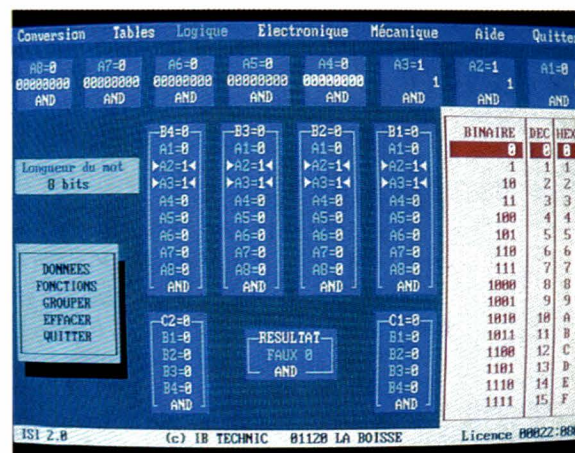 Conversion Tables Logique Electronique Mécanique Aide Quitter
A8=0 A7=0 A6=0 A5=0 A4=0 A3=1 A2=1 A1=0
00000000 00000000 00000000 00000000 00000000 1 1
AND AND AND AND AND AND AND AND
Longueur du mot
8 bits
DONNEES
FONCTIONS
GROUPER
EFFACER
QUITTER
B4=0
A1=0
►A2=1◄
►A3=1◄
A4=0
A5=0
A6=0
A7=0
A8=0
AND
B3=0
A1=0
►A2=1◄
►A3=1◄
A4=0
A5=0
A6=0
A7=0
A8=0
AND
B2=0
A1=0
►A2=1◄
►A3=1◄
A4=0
A5=0
A6=0
A7=0
A8=0
AND
B1=0
A1=0
►A2=1◄
►A3=1◄
A4=0
A5=0
A6=0
A7=0
A8=0
AND
C2=0
B1=0
B2=0
B3=0
B4=0
AND
RESULTAT
FAUX 0
AND
C1=0
B1=0
B2=0
B3=0
B4=0
AND
BINAIRE DEC HEX
0 0 0
1 1 1
10 2 2
11 3 3
100 4 4
101 5 5
110 6 6
111 7 7
1000 8 8
1001 9 9
1010 10 A
1011 11 B
1100 12 C
1101 13 D
1110 14 E
1111 15 F
ISI 2.0 (c) IB TECHNIC 01120 LA BOISSE Licence